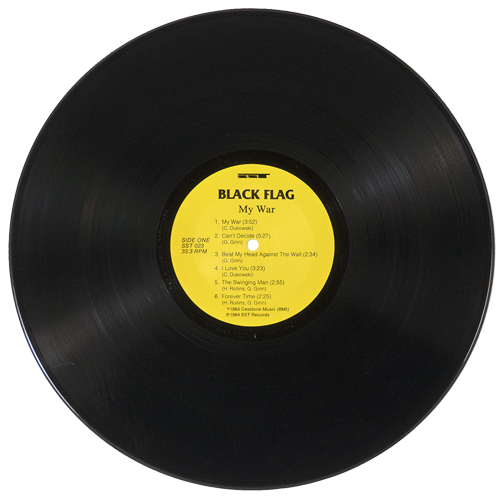 SST
BLACK FLAG
My War
SIDE ONE
SST 023
33.3 RPM
1. My War (3:52)
(C. Dukowski)
2. Can't Decide (5:27)
(G. Ginn)
3. Beat My Head Against The Wall (2:34)
(G. Ginn)
4. I Love You (3:23)
(C. Dukowski)
5. The Swinging Man (2:55)
(H. Rollins, G. Ginn)
6. Forever Time (2:25)
(H. Rollins, G. Ginn)
©1984 Cesstone Music (BMI)
℗1984 SST Records